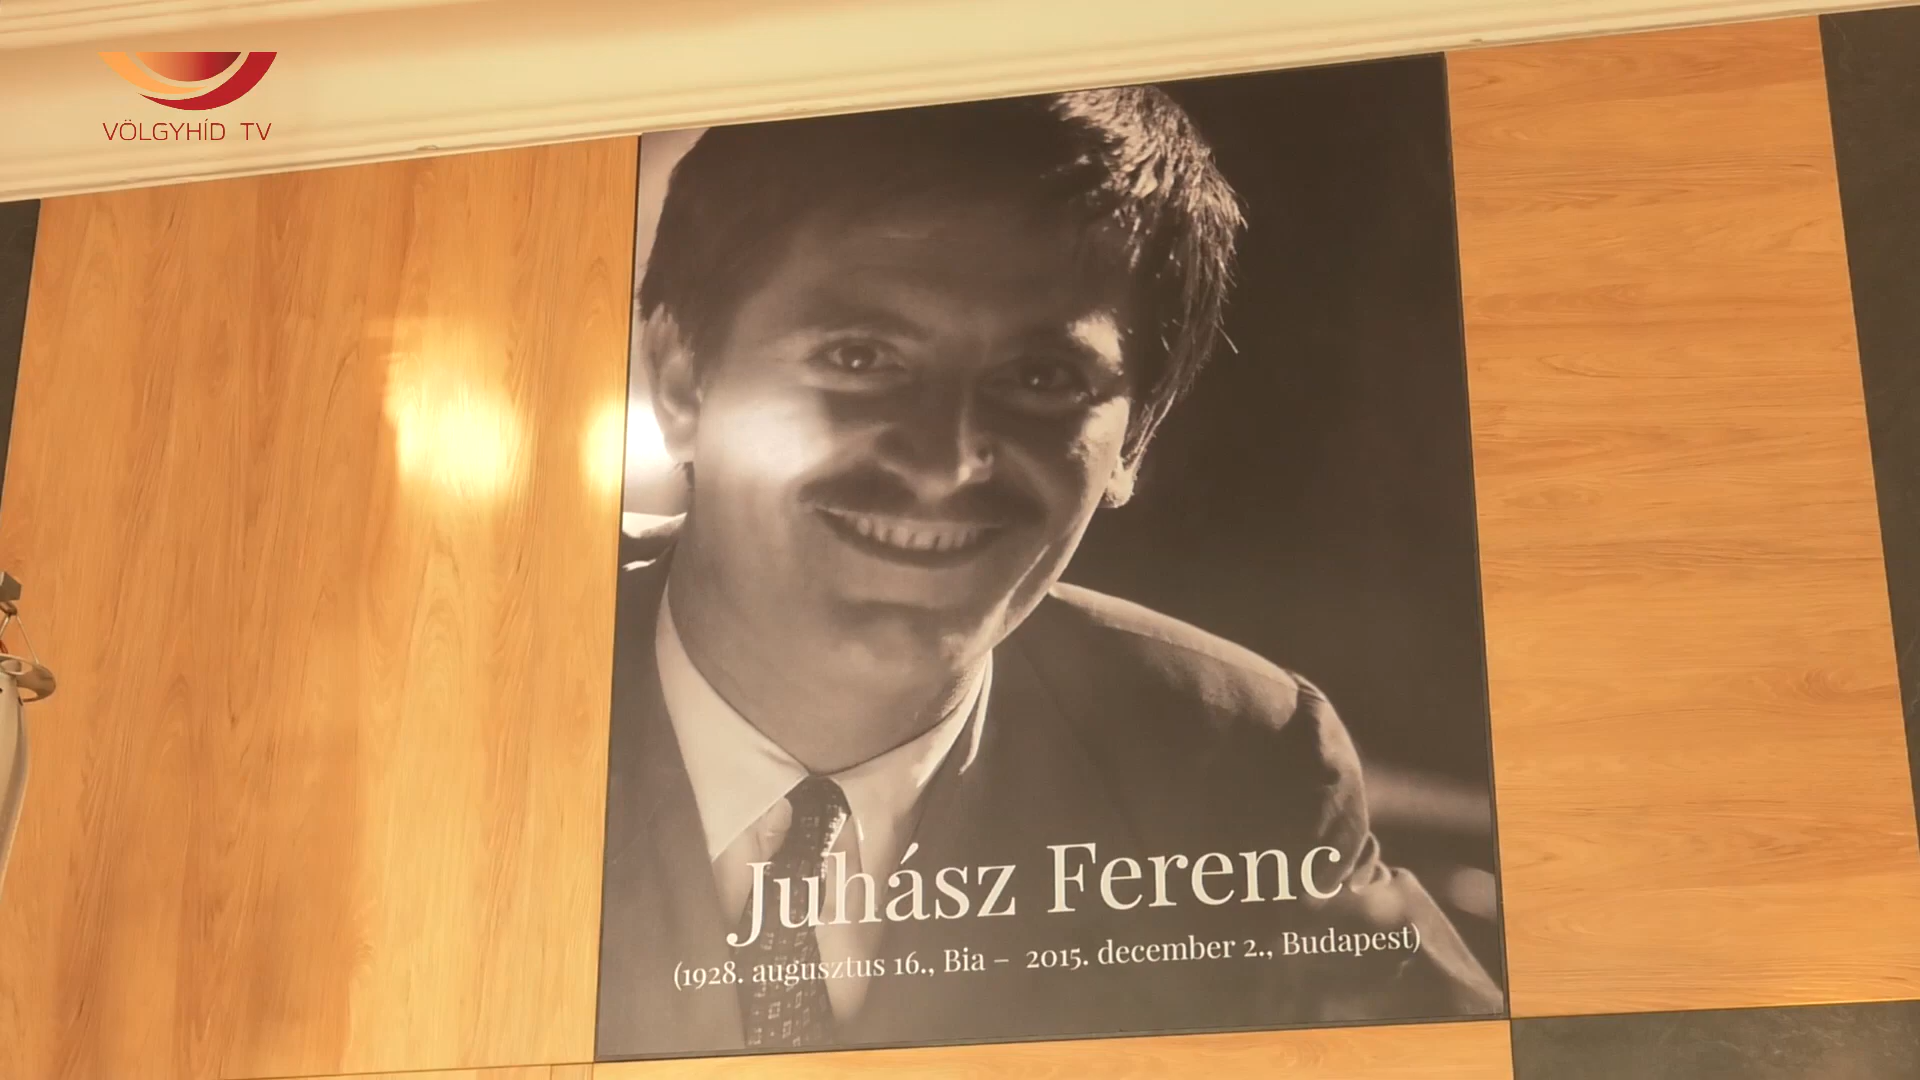 VÖLGYHÍD TV
Juhász Ferenc
(1928. augusztus 16., Bia – 2015. december 2., Budapest)